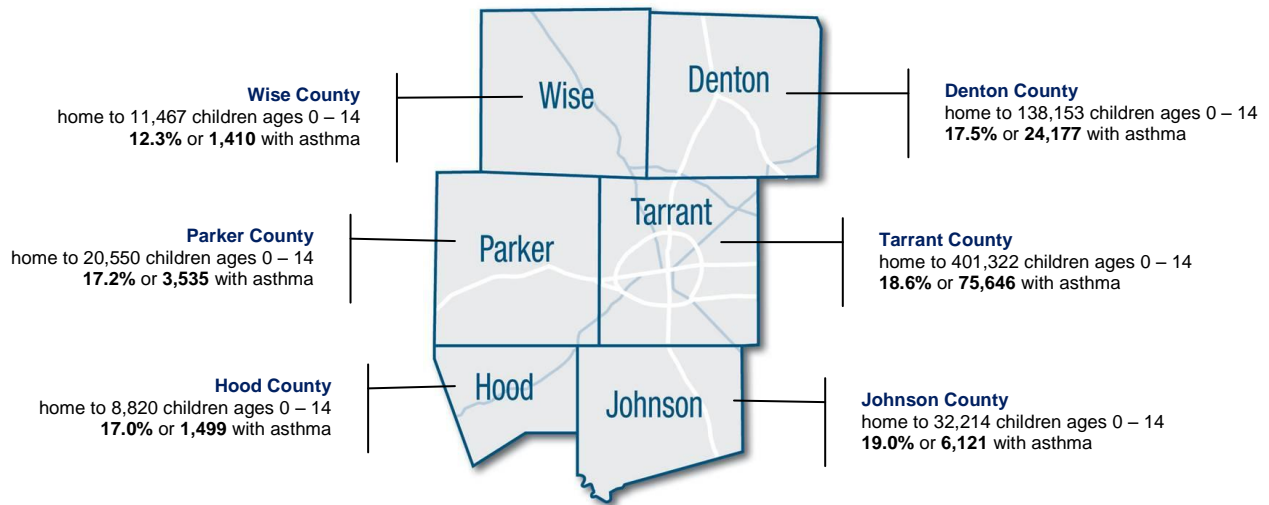 Wise County
home to 11,467 children ages 0 – 14
12.3% or 1,410 with asthma
Wise
Denton
Denton County
home to 138,153 children ages 0 – 14
17.5% or 24,177 with asthma
Parker County
home to 20,550 children ages 0 – 14
17.2% or 3,535 with asthma
Parker
Tarrant
Tarrant County
home to 401,322 children ages 0 – 14
18.6% or 75,646 with asthma
Hood County
home to 8,820 children ages 0 – 14
17.0% or 1,499 with asthma
Hood
Johnson
Johnson County
home to 32,214 children ages 0 – 14
19.0% or 6,121 with asthma